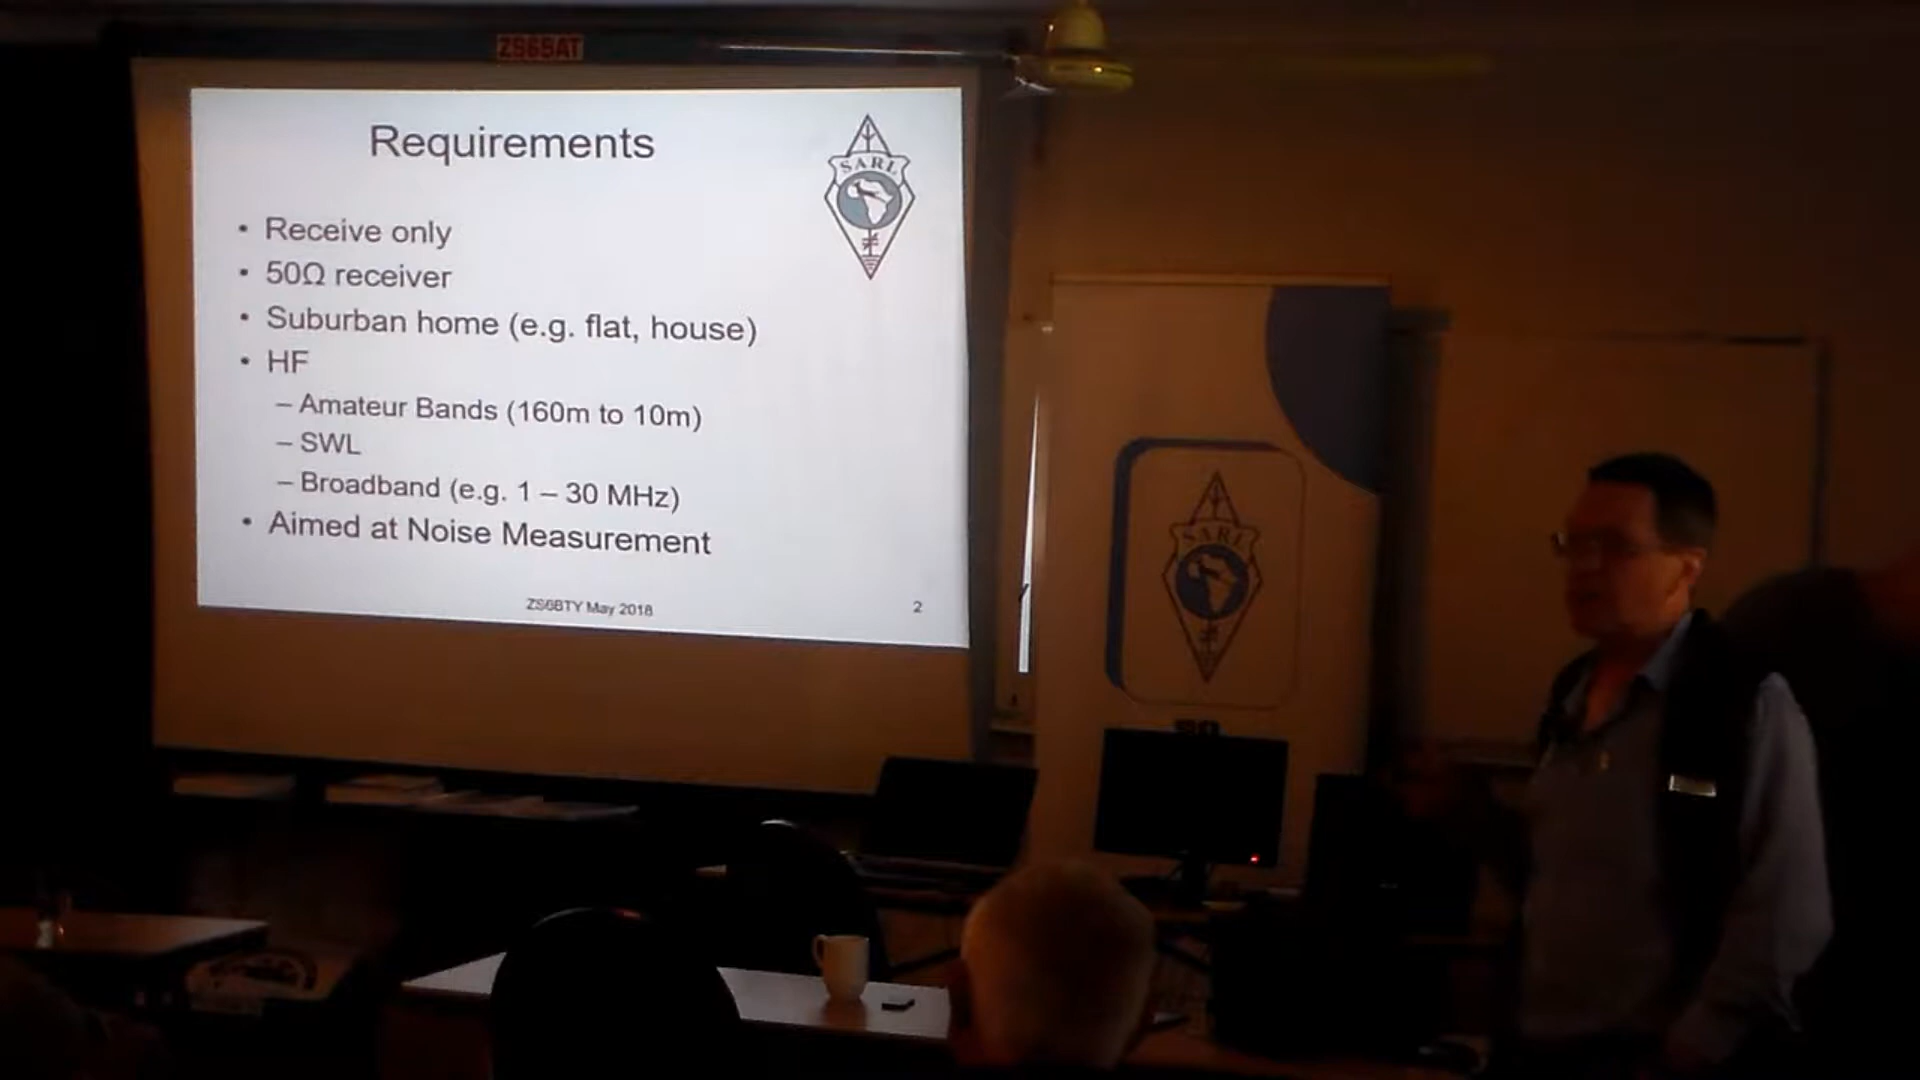 ZS6SAT
Requirements
SARL
• Receive only
• 50Ω receiver
• Suburban home (e.g. flat, house)
• HF
– Amateur Bands (160m to 10m)
– SWL
– Broadband (e.g. 1 – 30 MHz)
• Aimed at Noise Measurement
ZS6BTY May 2018
2
SARL